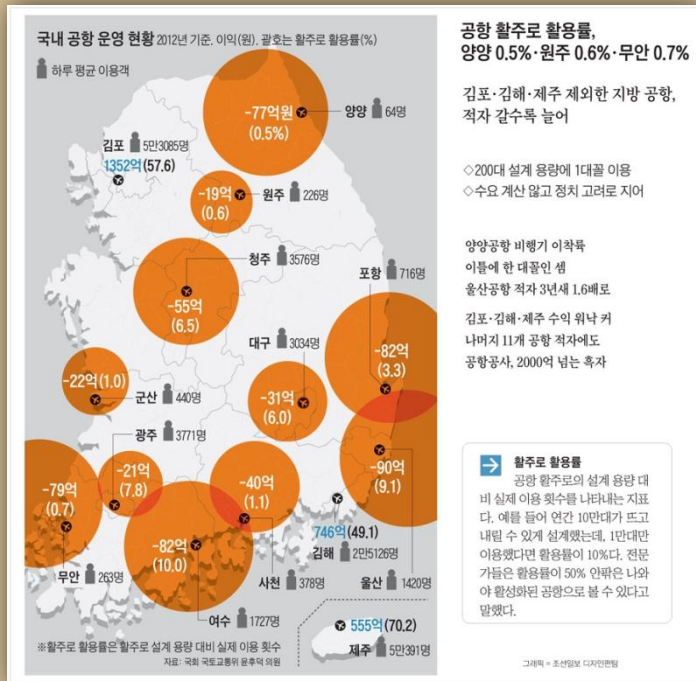 국내 공항 운영 현황 2012년 기준. 이익(원). 괄호는 활주로 활용률(%)
하루 평균 이용객
-77억원
(0.5%)
양양 64명
김포 5만3085명
1352억(57.6)
-19억
(0.6)
원주 226명
청주 3576명
-55억
(6.5)
포항 716명
-82억
(3.3)
대구 3034명
-31억
(6.0)
-22억(1.0)
군산 440명
광주 3771명
-21억
(7.8)
-40억
(1.1)
-90억
(9.1)
-79억
(0.7)
무안 263명
-82억
(10.0)
746억(49.1)
김해 2만5126명
사천 378명
울산 1420명
여수 1727명
555억(70.2)
제주 5만391명
※활주로 활용률은 활주로 설계 용량 대비 실제 이용 횟수
자료: 국회 국토교통위 윤후덕 의원
공항 활주로 활용률,
양양 0.5%·원주 0.6%·무안 0.7%
김포·김해·제주 제외한 지방 공항,
적자 갈수록 늘어
◇200대 설계 용량에 1대꼴 이용
◇수요 계산 않고 정치 고려로 지어
양양공항 비행기 이착륙
이틀에 한 대꼴인 셈
울산공항 적자 3년새 1.6배로
김포·김해·제주 수익 워낙 커
나머지 11개 공항 적자에도
공항공사, 2000억 넘는 흑자
활주로 활용률
공항 활주로의 설계 용량 대
비 실제 이용 횟수를 나타내는 지표
다. 예를 들어 연간 10만대가 뜨고
내릴 수 있게 설계했는데, 1만대만
이용했다면 활용률이 10%다. 전문
가들은 활용률이 50% 안팎은 나와
야 활성화된 공항으로 볼 수 있다고
말했다.
그래픽 = 조선일보 디자인편팀